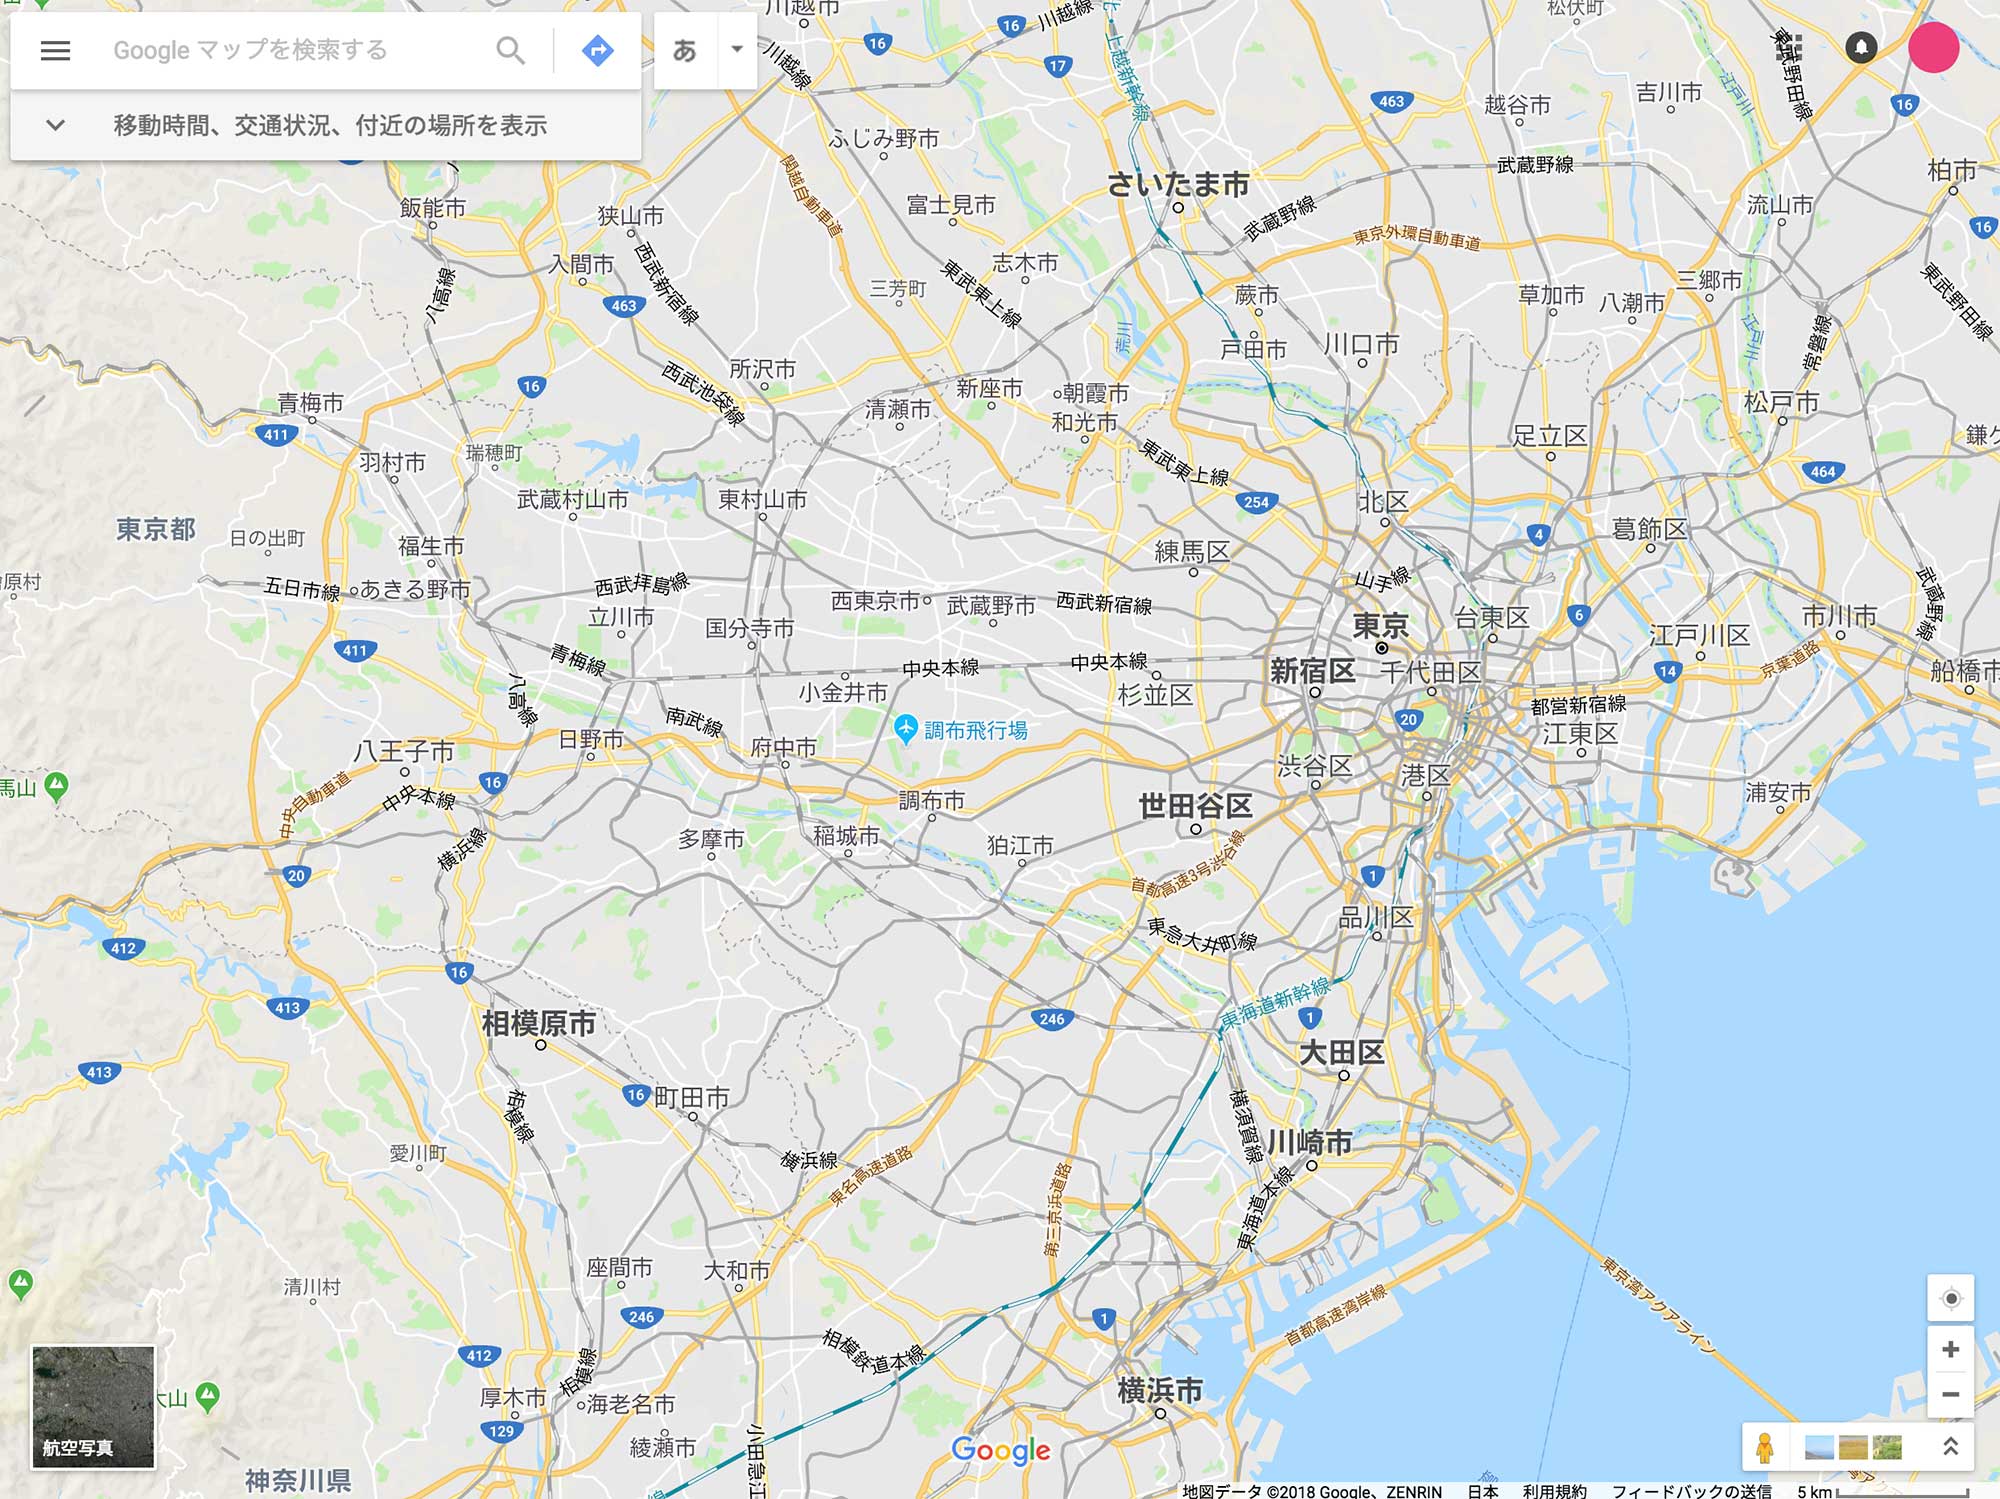 川越市
16
川越線
松伏町
Google マップを検索する
あ
川越線
16
17
上越新幹線
東武野田線
463
越谷市
吉川市
16
江戸川
移動時間、交通状況、付近の場所を表示
ふじみ野市
武蔵野線
柏市
関越自動車道
さいたま市
飯能市
狭山市
富士見市
武蔵野線
流山市
16
東京外環自動車道
西武新宿線
入間市
志木市
八高線
463
三芳町
東武東上線
蕨市
草加市
八潮市
三郷市
東武野田線
荒川
戸田市
川口市
江戸川
常磐線
所沢市
西武池袋線
16
新座市
朝霞市
清瀬市
和光市
松戸市
青梅市
411
足立区
羽村市
瑞穂町
東武東上線
464
武蔵村山市
東村山市
254
北区
東京都
日の出町
福生市
4
葛飾区
練馬区
五日市線
あきる野市
西武拝島線
山手線
武蔵野線
立川市
国分寺市
西東京市
武蔵野市
西武新宿線
東京
台東区
6
市川市
411
江戸川区
青梅線
中央本線
中央本線
新宿区
千代田区
14
京葉道路
船橋市
八高線
小金井市
杉並区
南武線
調布飛行場
20
都営新宿線
八王子市
日野市
府中市
江東区
16
渋谷区
港区
中央自動車道
中央本線
調布市
世田谷区
浦安市
横浜線
多摩市
稲城市
狛江市
20
首都高速3号渋谷線
1
412
東急大井町線
品川区
16
413
相模原市
246
東海道新幹線
1
大田区
413
16
町田市
相模線
横須賀線
愛川町
横浜線
東名高速道路
川崎市
第三京浜道路
東海道本線
座間市
大和市
清川村
246
1
首都高速湾岸線
東京湾アクアライン
412
相模鉄道本線
相模線
厚木市
海老名市
横浜市
129
綾瀬市
小田急江
航空写真
神奈川県
Google
地図データ ©2018 Google、ZENRIN 日本 利用規約 フィードバックの送信 5 km